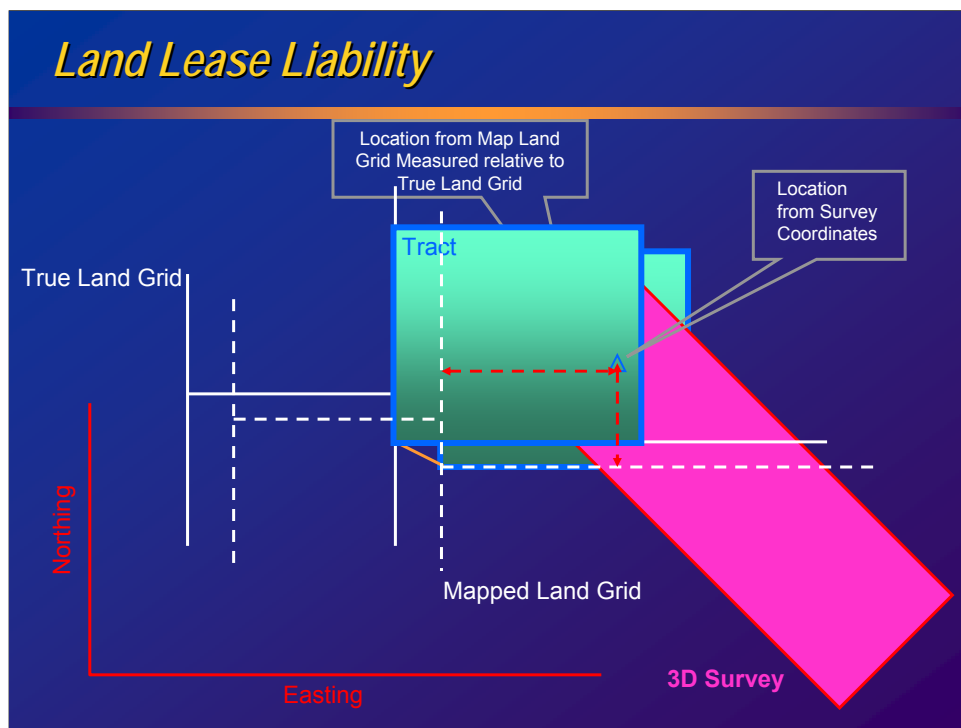 Land Lease Liability
Location from Map Land
Grid Measured relative to
True Land Grid
Location
from Survey
Coordinates
Tract
True Land Grid
Mapped Land Grid
Northing
Easting
3D Survey